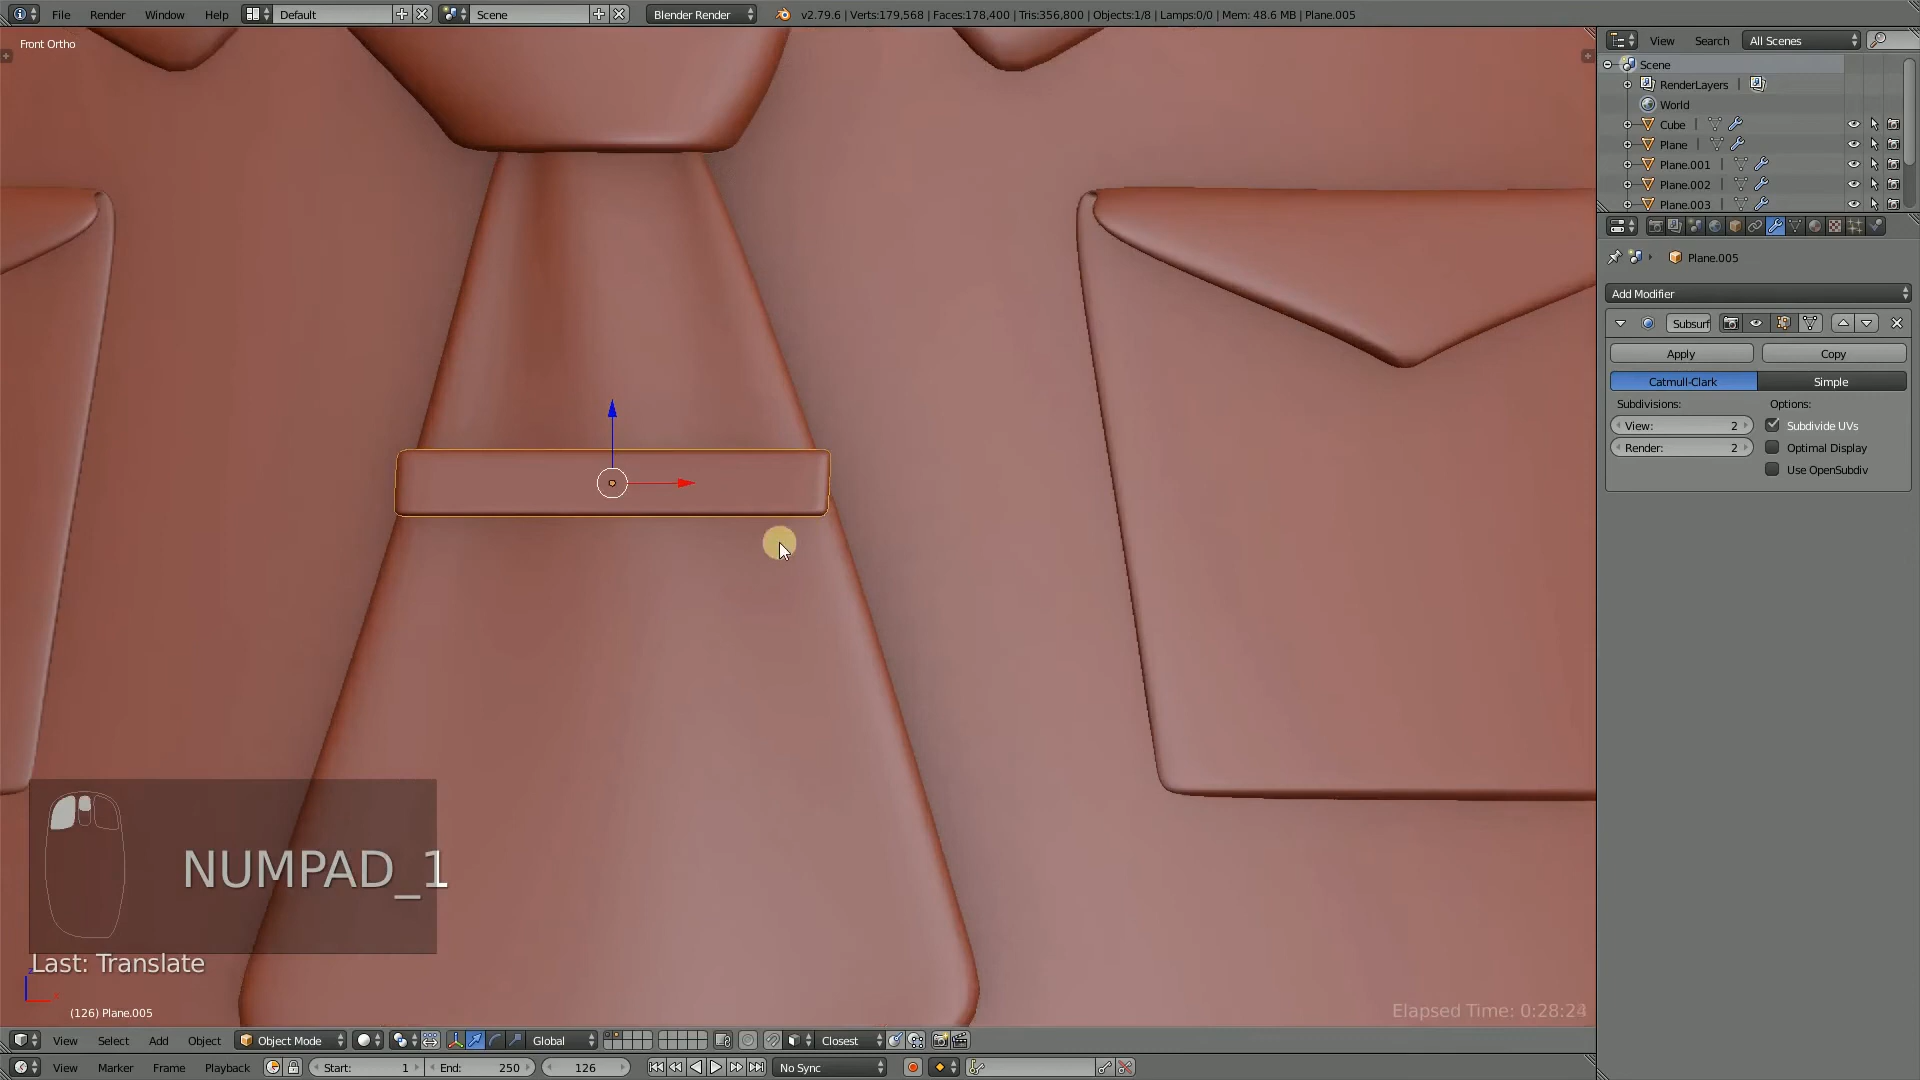 File Render Window Help Default Scene Blender Render v2.79.6 | Verts:179,568 | Faces:178,400 | Tris:356,800 | Objects:1/8 | Lamps:0/0 | Mem: 48.6 MB | Plane.005
Front Ortho
View Search All Scenes
Scene
RenderLayers |
World
Cube |
Plane |
Plane.001 |
Plane.002 |
Plane.003 |
Plane.005
Add Modifier
Subsurf
Apply Copy
Catmull-Clark Simple
Subdivisions: Options:
View: 2 Subdivide UVs
Render: 2 Optimal Display
Use OpenSubdiv
NUMPAD_1
Last: Translate
(126) Plane.005
Elapsed Time: 0:28:24
View Select Add Object Object Mode Global Closest
View Marker Frame Playback Start: 1 End: 250 126 No Sync